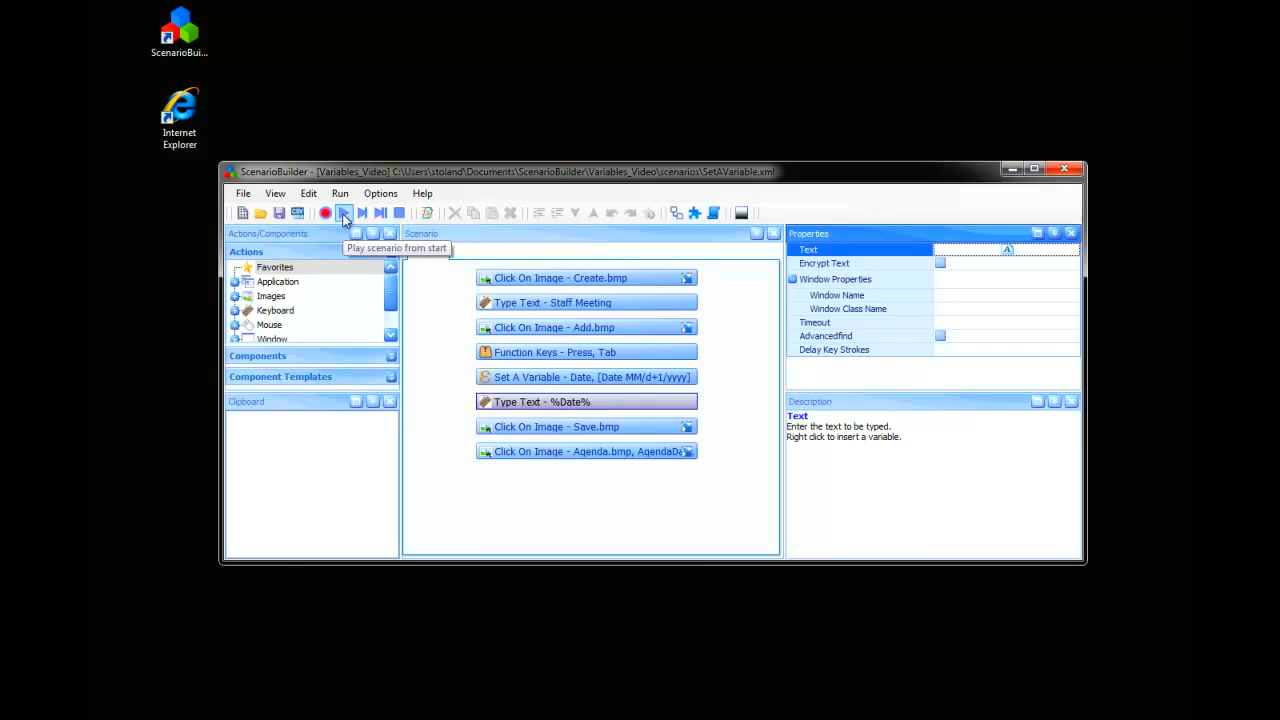 ScenarioBui...
Internet
Explorer
ScenarioBuilder - [Variables_Video] C:\Users\stoland\Documents\ScenarioBuilder\Variables_Video\scenarios\SetAVariable.xml
File View Edit Run Options Help
Actions/Components
Scenario
Properties
Play scenario from start
Actions
Favorites
Application
Images
Keyboard
Mouse
Window
Components
Component Templates
Clipboard
Click On Image - Create.bmp
Type Text - Staff Meeting
Click On Image - Add.bmp
Function Keys - Press, Tab
Set A Variable - Date, [Date MM/d+1/yyyy]
Type Text - %Date%
Click On Image - Save.bmp
Click On Image - Agenda.bmp, AgendaDa
Text
Encrypt Text
Window Properties
Window Name
Window Class Name
Timeout
Advancedfind
Delay Key Strokes
Description
Text
Enter the text to be typed.
Right click to insert a variable.